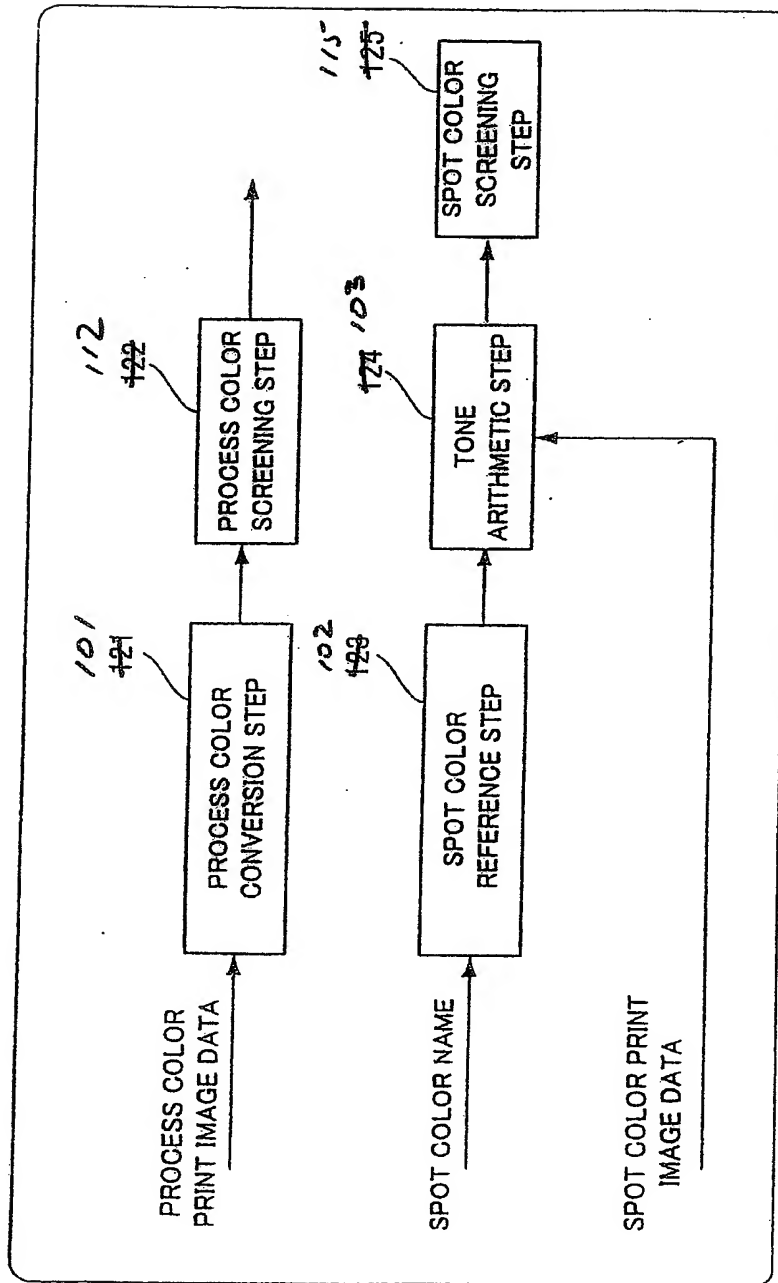 PROCESS COLOR
PRINT IMAGE DATA
101
121
PROCESS COLOR
CONVERSION STEP
112
122
PROCESS COLOR
SCREENING STEP
SPOT COLOR NAME
102
123
SPOT COLOR
REFERENCE STEP
124 103
TONE
ARITHMETIC STEP
115
125
SPOT COLOR
SCREENING
STEP
SPOT COLOR PRINT
IMAGE DATA